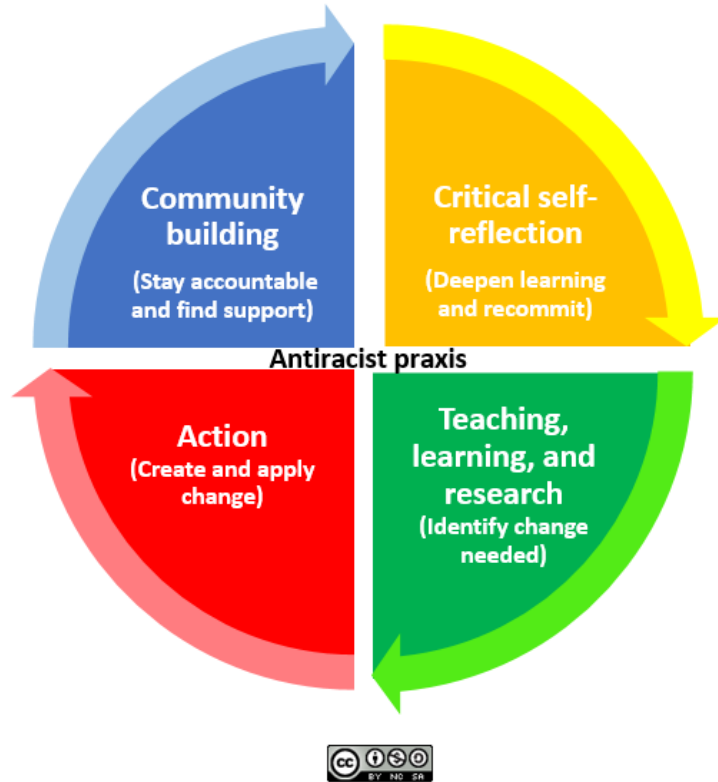 Community
building
(Stay accountable
and find support)
Critical self-
reflection
(Deepen learning
and recommit)
Antiracist praxis
Action
(Create and apply
change)
Teaching,
learning, and
research
(Identify change
needed)
cc
BY NC SA